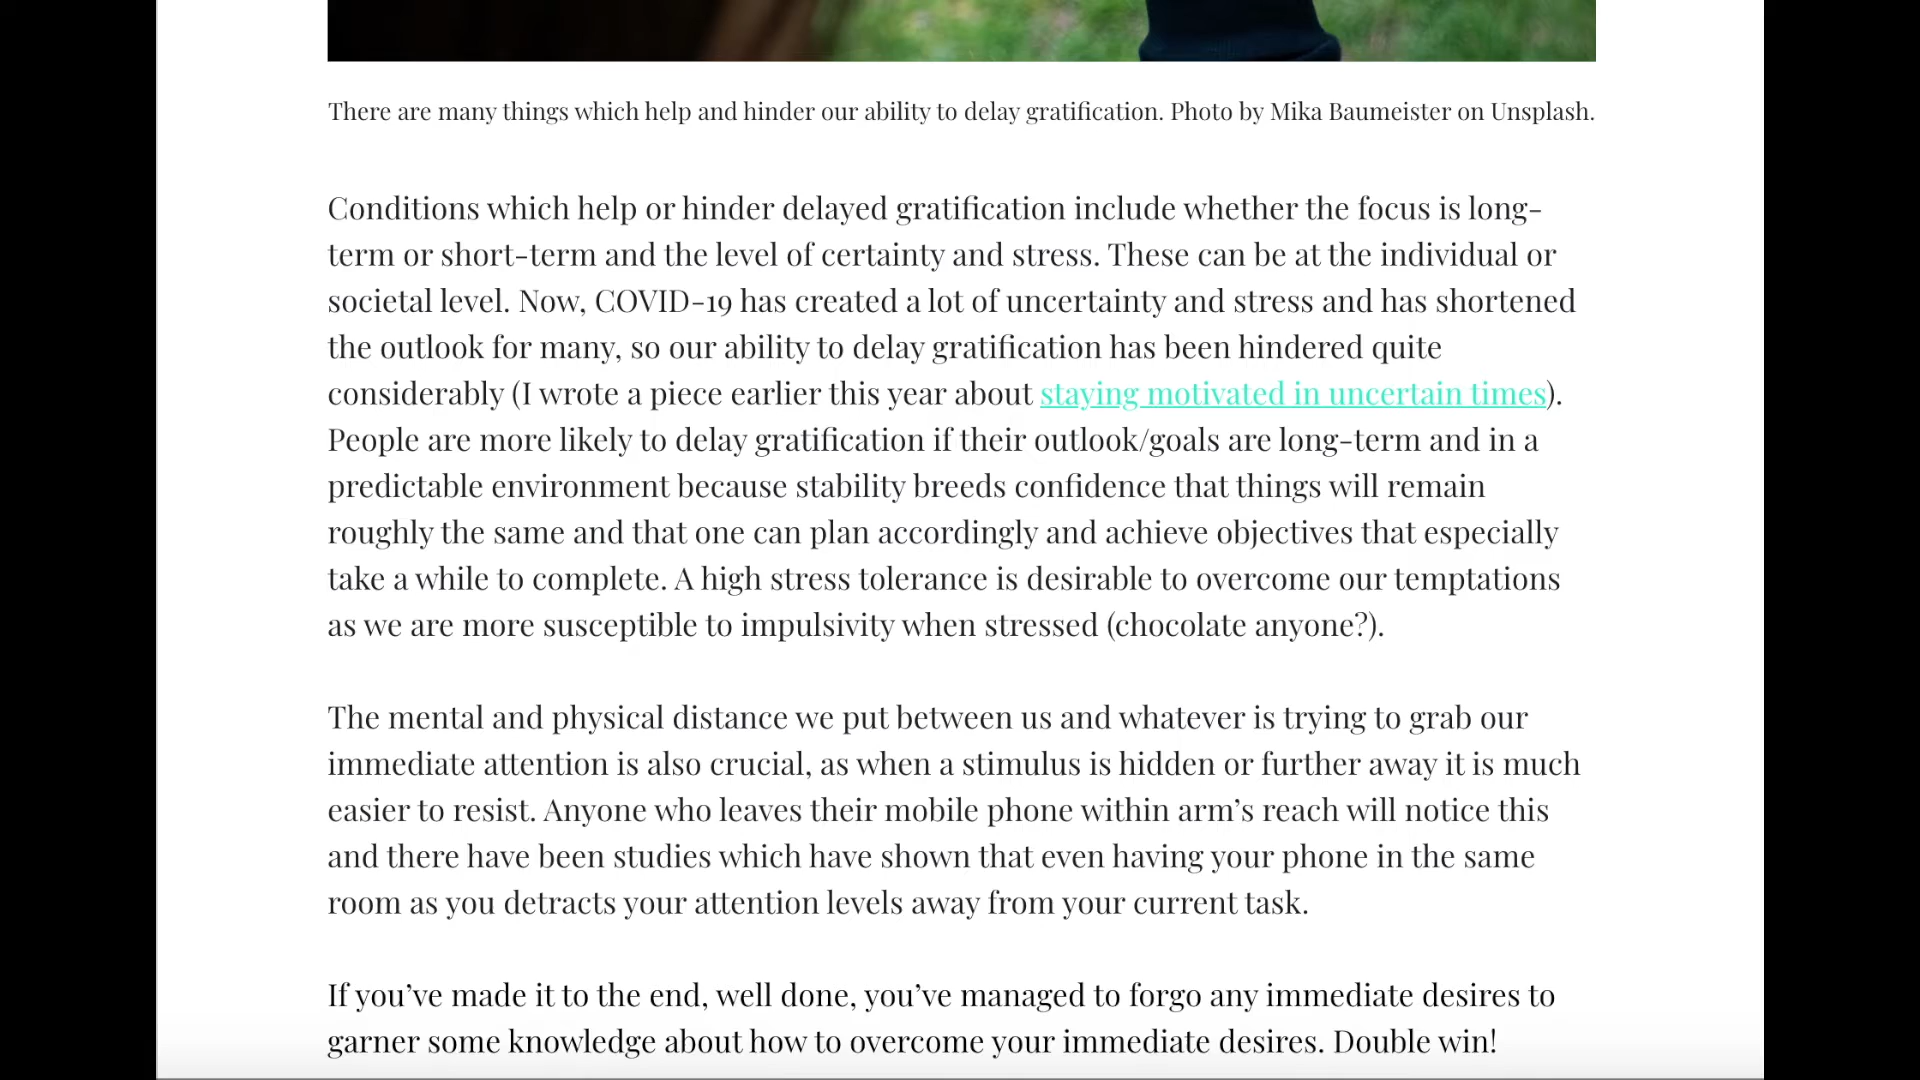 There are many things which help and hinder our ability to delay gratification. Photo by Mika Baumeister on Unsplash.
Conditions which help or hinder delayed gratification include whether the focus is long-
term or short-term and the level of certainty and stress. These can be at the individual or
societal level. Now, COVID-19 has created a lot of uncertainty and stress and has shortened
the outlook for many, so our ability to delay gratification has been hindered quite
considerably (I wrote a piece earlier this year about staying motivated in uncertain times).
People are more likely to delay gratification if their outlook/goals are long-term and in a
predictable environment because stability breeds confidence that things will remain
roughly the same and that one can plan accordingly and achieve objectives that especially
take a while to complete. A high stress tolerance is desirable to overcome our temptations
as we are more susceptible to impulsivity when stressed (chocolate anyone?).
The mental and physical distance we put between us and whatever is trying to grab our
immediate attention is also crucial, as when a stimulus is hidden or further away it is much
easier to resist. Anyone who leaves their mobile phone within arm’s reach will notice this
and there have been studies which have shown that even having your phone in the same
room as you detracts your attention levels away from your current task.
If you’ve made it to the end, well done, you’ve managed to forgo any immediate desires to
garner some knowledge about how to overcome your immediate desires. Double win!